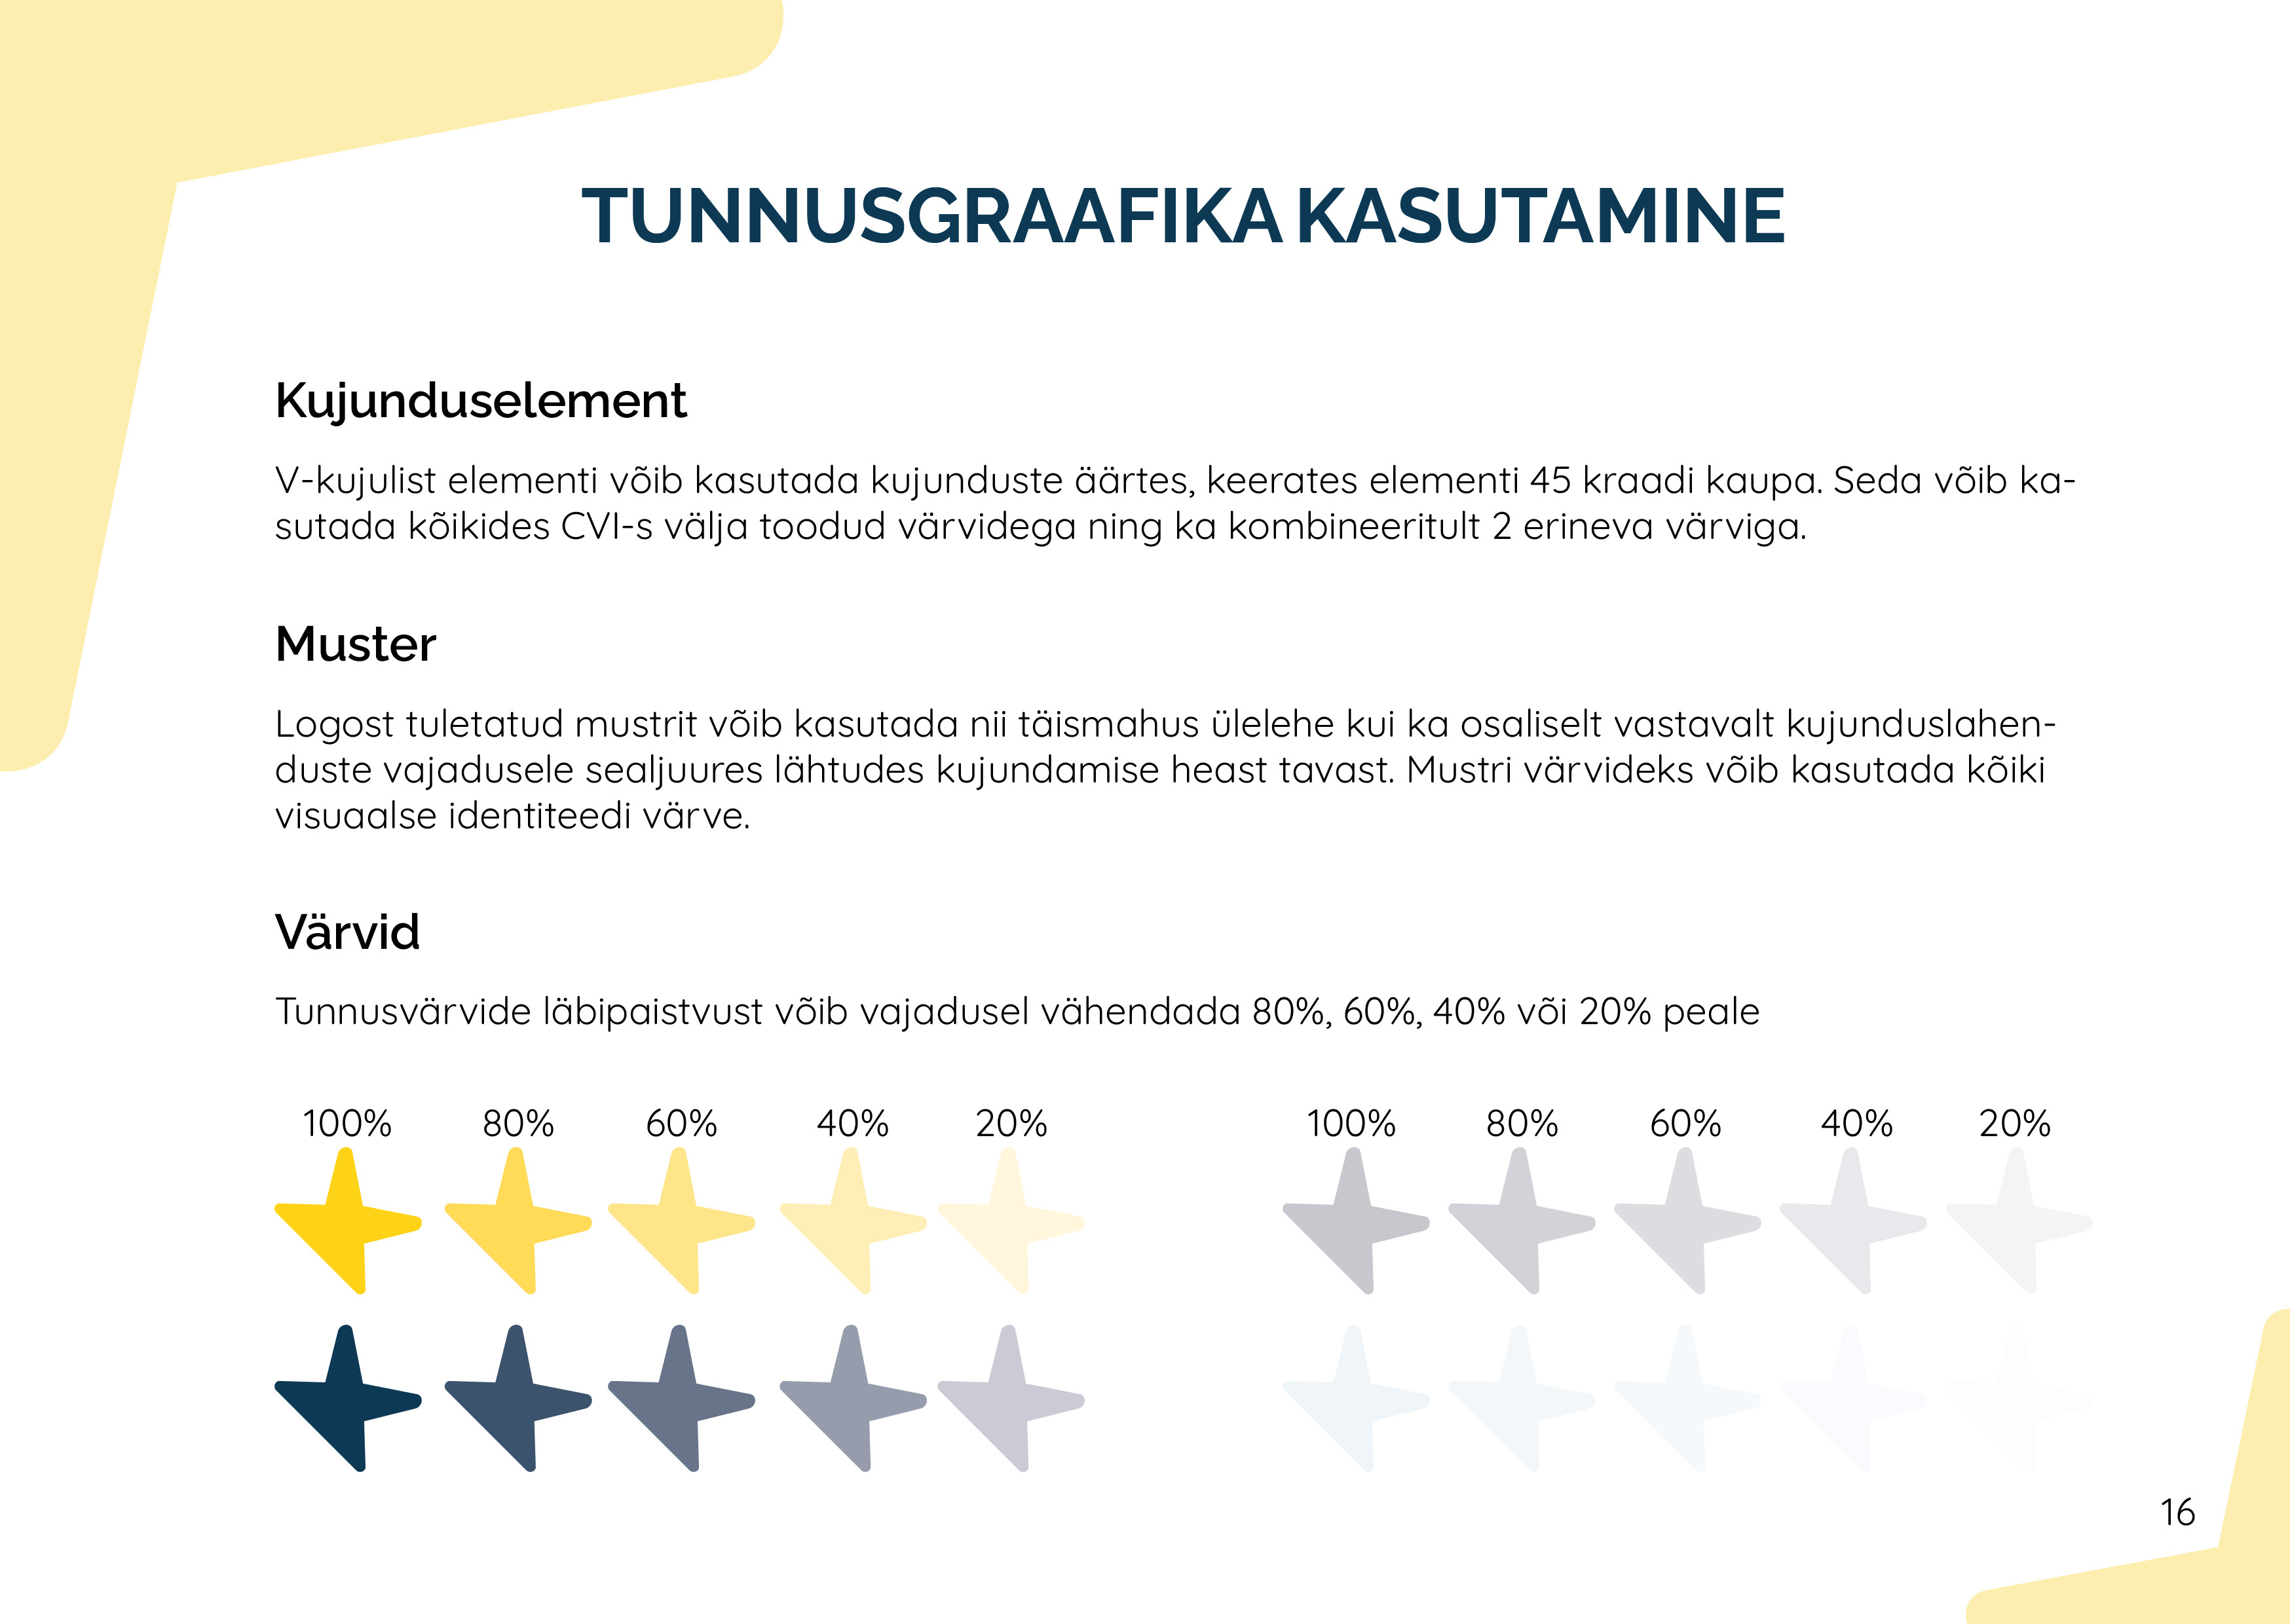 TUNNUSGRAAFIKA KASUTAMINE
Kujunduselement
V-kujulist elementi võib kasutada kujunduste äärtes, keerates elementi 45 kraadi kaupa. Seda võib ka-
sutada kõikides CVI-s välja toodud värvidega ning ka kombineeritult 2 erineva värviga.
Muster
Logost tuletatud mustrit võib kasutada nii täismahus ülelehe kui ka osaliselt vastavalt kujunduslahen-
duste vajadusele sealjuures lähtudes kujundamise heast tavast. Mustri värvideks võib kasutada kõiki
visuaalse identiteedi värve.
Värvid
Tunnusvärvide läbipaistvust võib vajadusel vähendada 80%, 60%, 40% või 20% peale
100% 80% 60% 40% 20% 100% 80% 60% 40% 20%
16